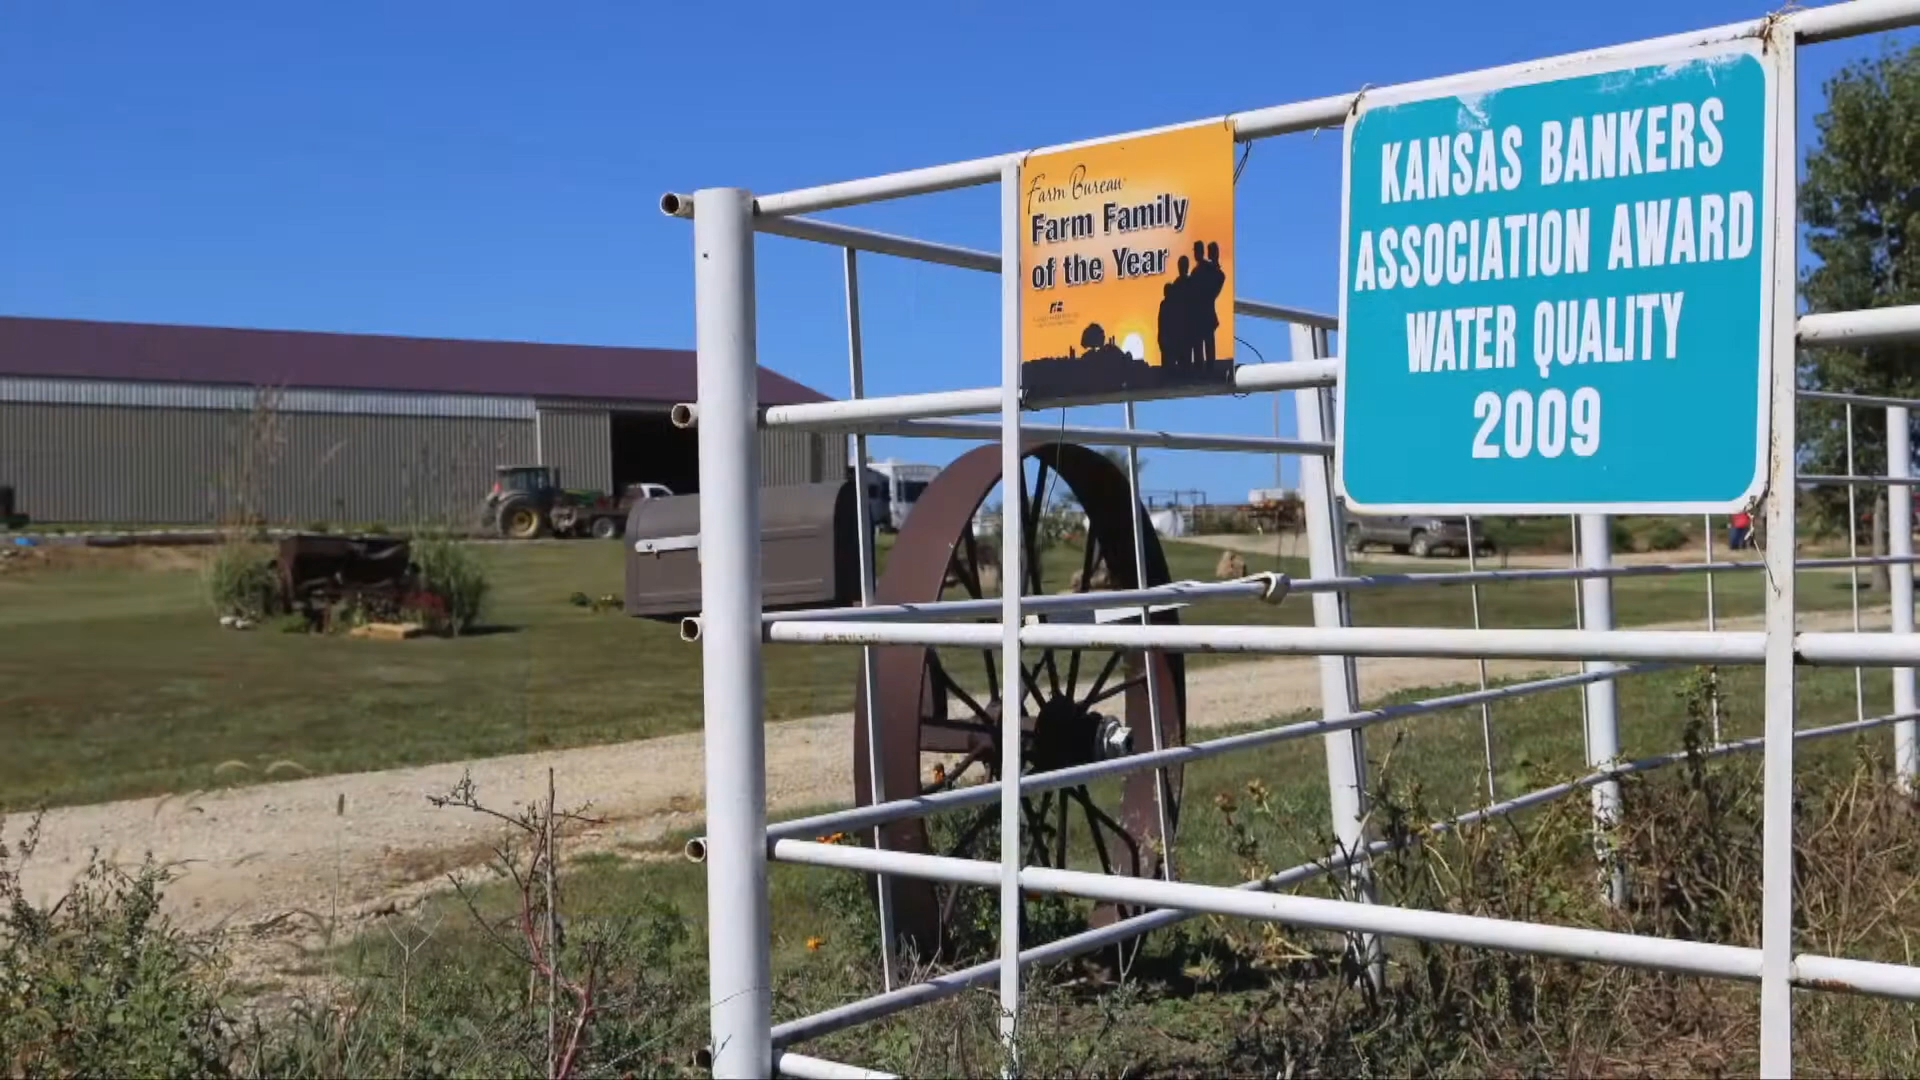 Farm Bureau
Farm Family
of the Year
KANSAS BANKERS
ASSOCIATION AWARD
WATER QUALITY
2009